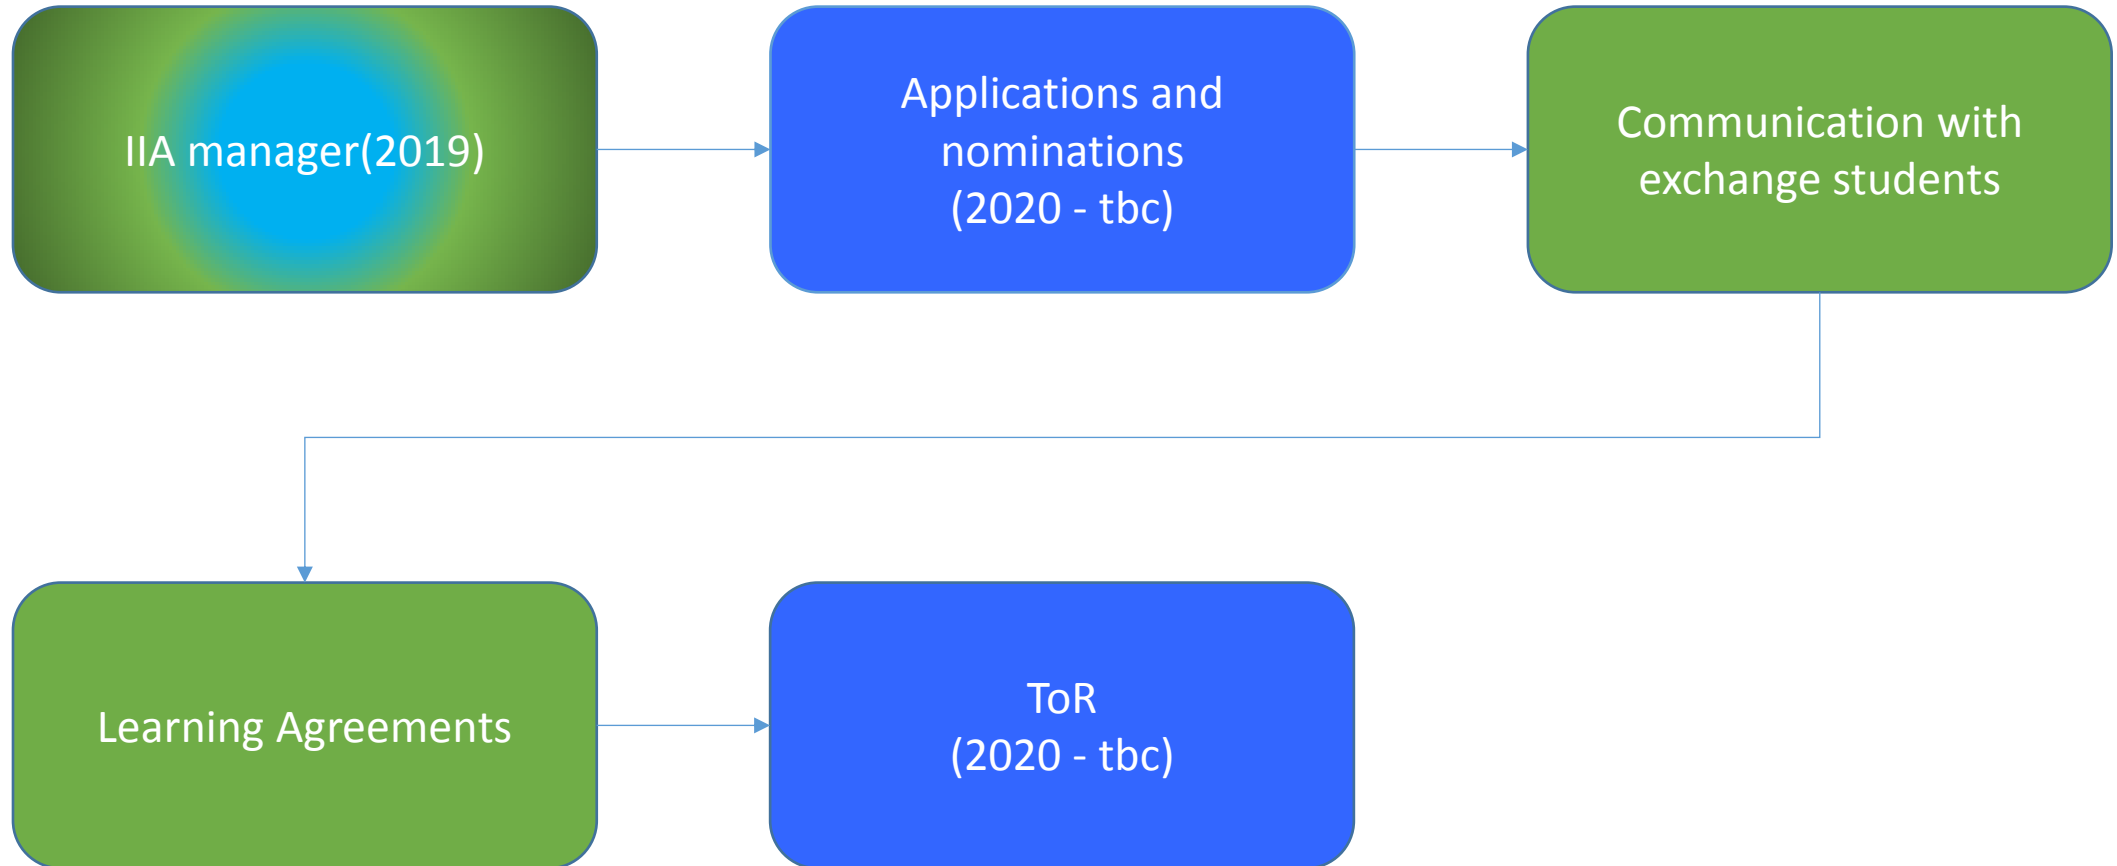 IIA manager(2019)
Applications and
nominations
(2020 - tbc)
Communication with
exchange students
Learning Agreements
ToR
(2020 - tbc)